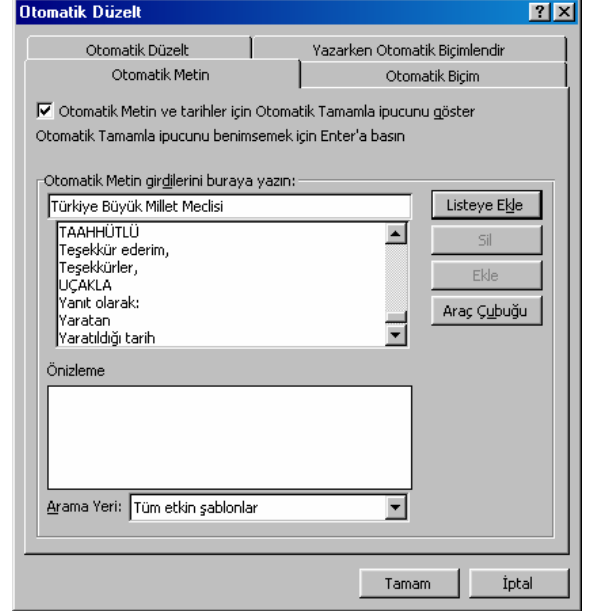 Otomatik Düzelt
Otomatik Düzelt
Yazarken Otomatik Biçimlendir
Otomatik Metin
Otomatik Biçim
Otomatik Metin ve tarihler için Otomatik Tamamla ipucunu göster
Otomatik Tamamla ipucunu benimsemek için Enter'a basın
Otomatik Metin girdilerini buraya yazın:
Türkiye Büyük Millet Meclisi
Listeye Ekle
TAAHHÜTLÜ
Teşekkür ederim,
Teşekkürler,
UÇAKLA
Yanıt olarak:
Yaratan
Yaratıldığı tarih
Sil
Ekle
Araç Çubuğu
Önizleme
Arama Yeri: Tüm etkin şablonlar
Tamam
İptal